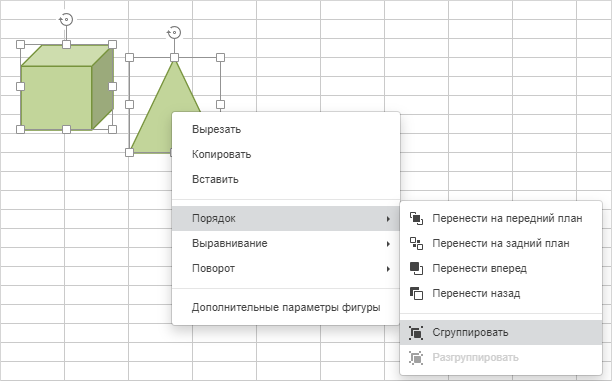 Вырезать
Копировать
Вставить
Порядок
Выравнивание
Поворот
Дополнительные параметры фигуры
Перенести на передний план
Перенести на задний план
Перенести вперед
Перенести назад
Сгруппировать
Разгруппировать